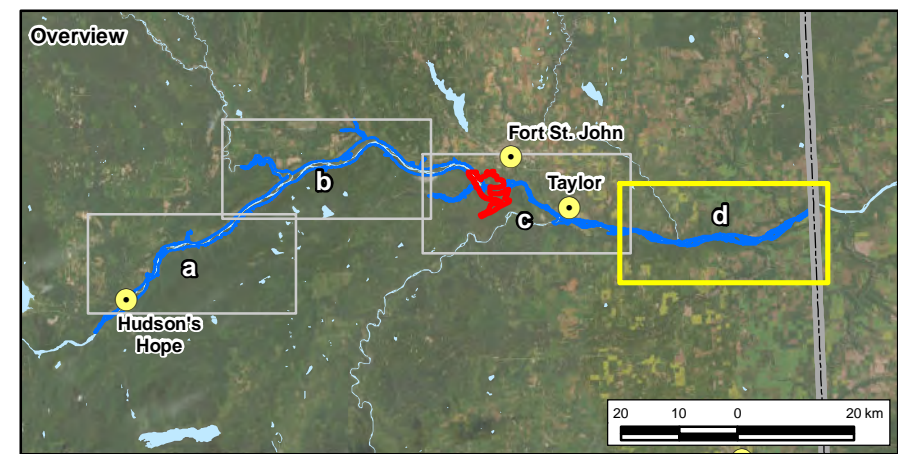 Overview
Fort St. John
Taylor
b
d
c
a
Hudson's
Hope
20 10 0 20 km